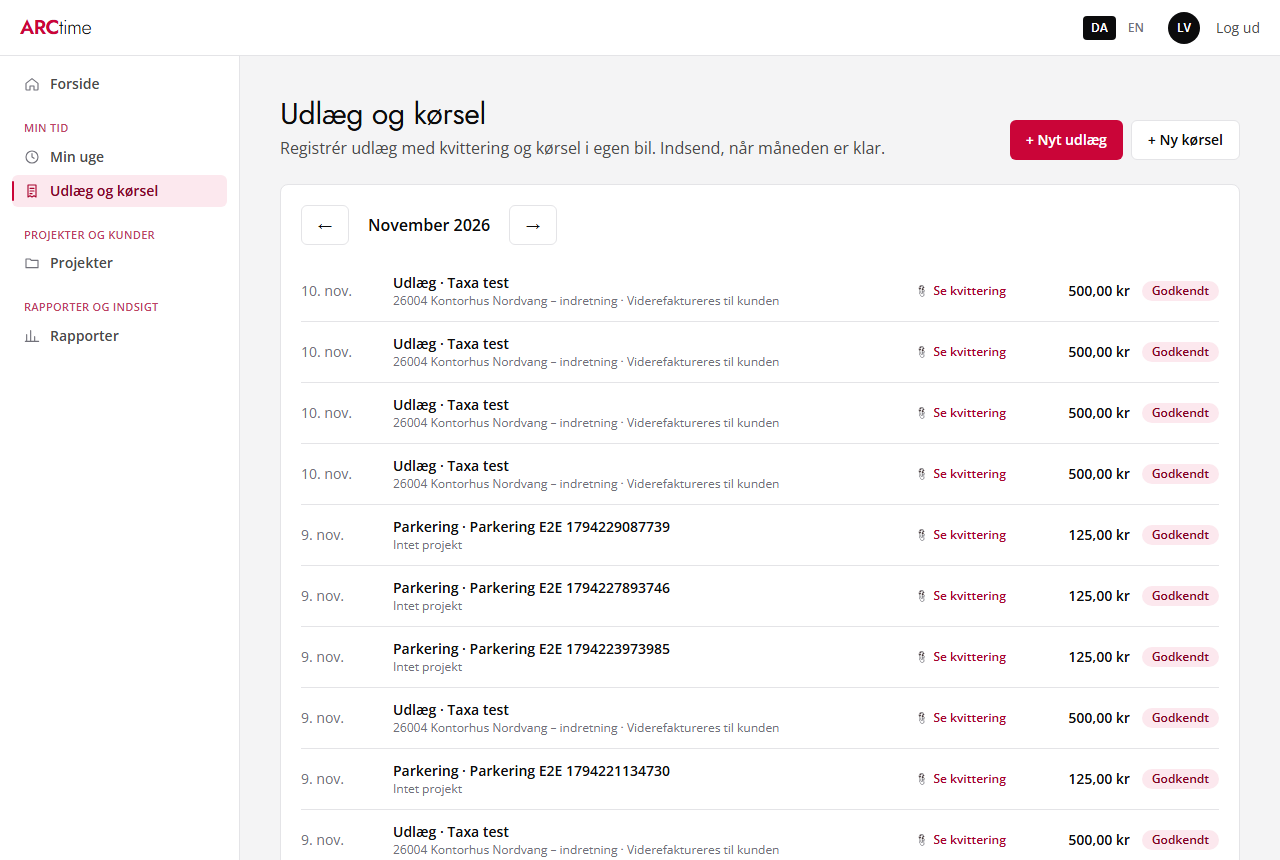 ARCtime
DA EN LV Log ud
Forside
MIN TID
Min uge
Udlæg og kørsel
PROJEKTER OG KUNDER
Projekter
RAPPORTER OG INDSIGT
Rapporter
Udlæg og kørsel
Registrér udlæg med kvittering og kørsel i egen bil. Indsend, når måneden er klar.
+ Nyt udlæg
+ Ny kørsel
← November 2026 →
10. nov. Udlæg · Taxa test Se kvittering 500,00 kr Godkendt
26004 Kontorhus Nordvang – indretning · Viderefaktureres til kunden
10. nov. Udlæg · Taxa test Se kvittering 500,00 kr Godkendt
26004 Kontorhus Nordvang – indretning · Viderefaktureres til kunden
10. nov. Udlæg · Taxa test Se kvittering 500,00 kr Godkendt
26004 Kontorhus Nordvang – indretning · Viderefaktureres til kunden
10. nov. Udlæg · Taxa test Se kvittering 500,00 kr Godkendt
26004 Kontorhus Nordvang – indretning · Viderefaktureres til kunden
9. nov. Parkering · Parkering E2E 1794229087739 Se kvittering 125,00 kr Godkendt
Intet projekt
9. nov. Parkering · Parkering E2E 1794227893746 Se kvittering 125,00 kr Godkendt
Intet projekt
9. nov. Parkering · Parkering E2E 1794223973985 Se kvittering 125,00 kr Godkendt
Intet projekt
9. nov. Udlæg · Taxa test Se kvittering 500,00 kr Godkendt
26004 Kontorhus Nordvang – indretning · Viderefaktureres til kunden
9. nov. Parkering · Parkering E2E 1794221134730 Se kvittering 125,00 kr Godkendt
Intet projekt
9. nov. Udlæg · Taxa test Se kvittering 500,00 kr Godkendt
26004 Kontorhus Nordvang – indretning · Viderefaktureres til kunden